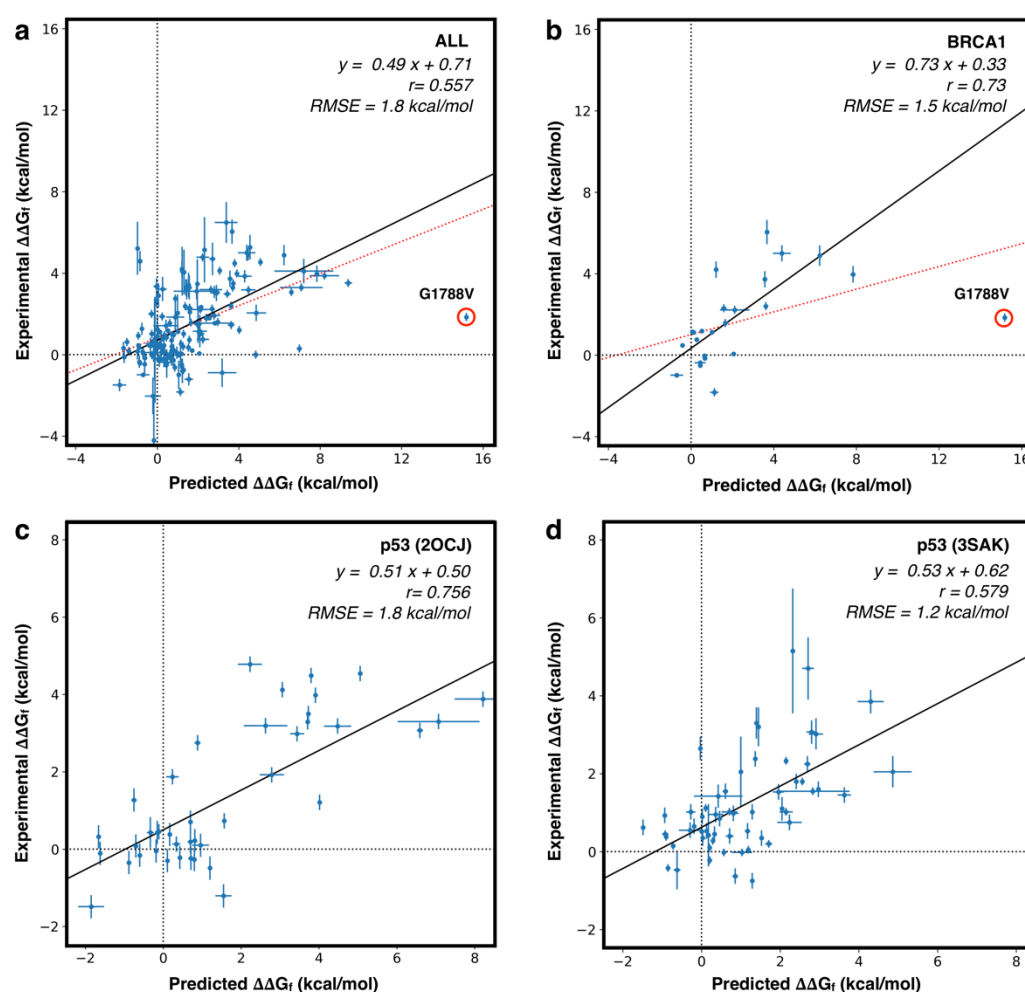 a
ALL
y = 0.49 x + 0.71
r= 0.557
RMSE = 1.8 kcal/mol
G1788V
16
12
8
4
0
−4
−4
0
4
8
12
16
Experimental ΔΔGf (kcal/mol)
Predicted ΔΔGf (kcal/mol)
b
BRCA1
y = 0.73 x + 0.33
r = 0.73
RMSE = 1.5 kcal/mol
G1788V
16
12
8
4
0
−4
−4
0
4
8
12
16
Experimental ΔΔGf (kcal/mol)
Predicted ΔΔGf (kcal/mol)
c
p53 (2OCJ)
y = 0.51 x + 0.50
r = 0.756
RMSE = 1.8 kcal/mol
8
6
4
2
0
−2
−2
0
2
4
6
8
Experimental ΔΔGf (kcal/mol)
Predicted ΔΔGf (kcal/mol)
d
p53 (3SAK)
y = 0.53 x + 0.62
r = 0.579
RMSE = 1.2 kcal/mol
8
6
4
2
0
−2
−2
0
2
4
6
8
Experimental ΔΔGf (kcal/mol)
Predicted ΔΔGf (kcal/mol)